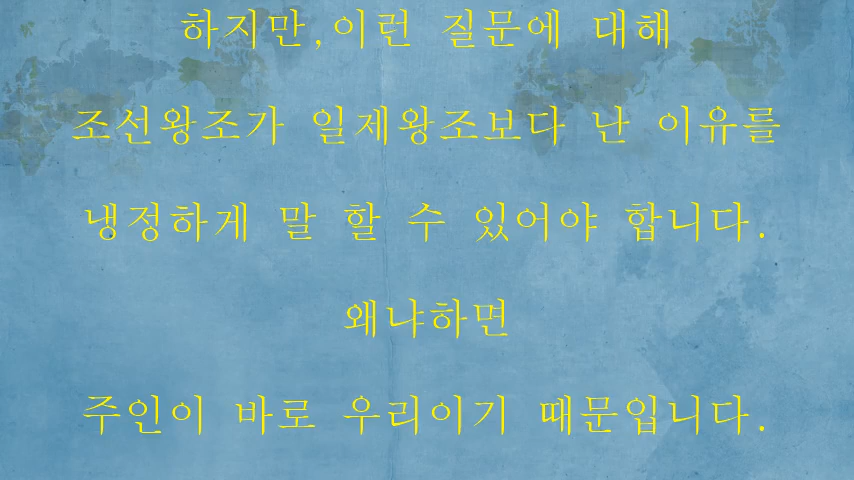 하지만,이런 질문에 대해
조선왕조가 일제왕조보다 난 이유를
냉정하게 말 할 수 있어야 합니다.
왜냐하면
주인이 바로 우리이기 때문입니다.